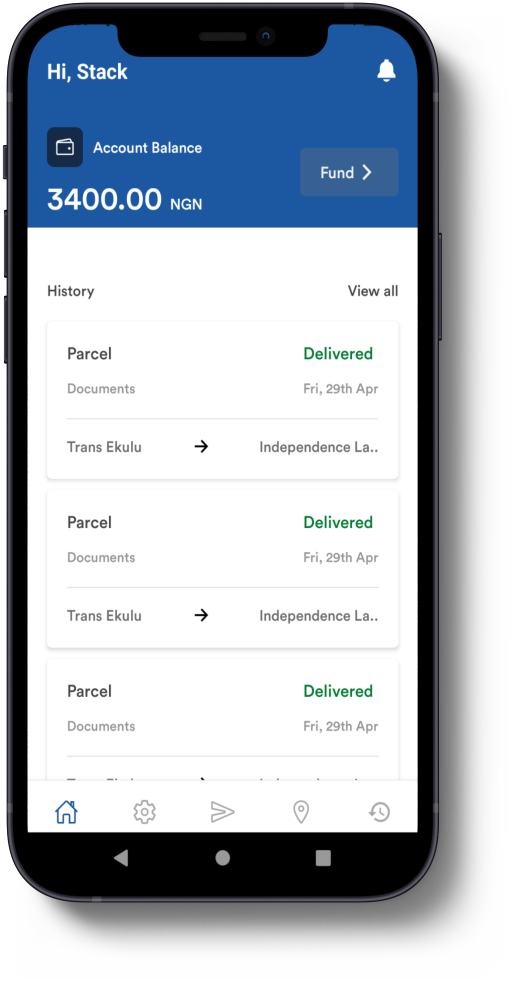 Hi, Stack
Account Balance
3400.00 NGN
Fund
History
View all
Parcel
Delivered
Documents
Fri, 29th Apr
Trans Ekulu
Independence La..
Parcel
Delivered
Documents
Fri, 29th Apr
Trans Ekulu
Independence La..
Parcel
Delivered
Documents
Fri, 29th Apr